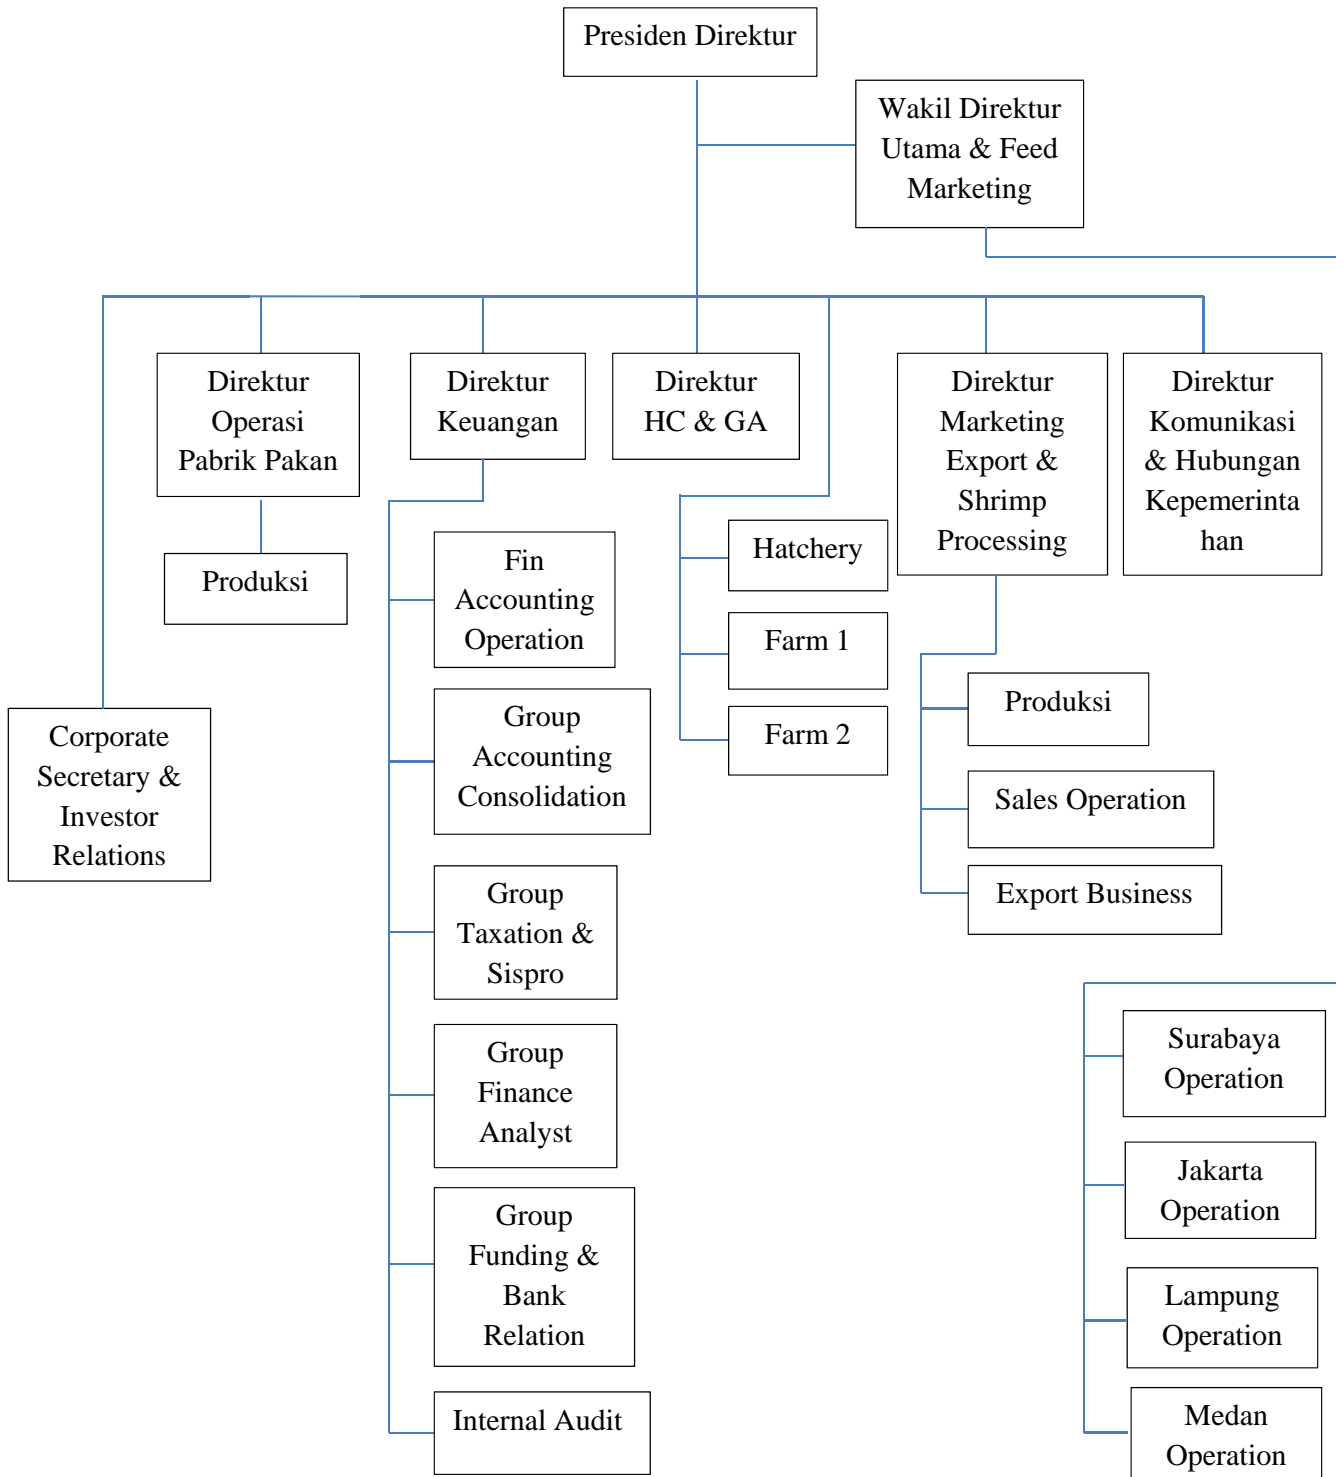 Presiden Direktur
Wakil Direktur
Utama & Feed
Marketing
Direktur
Operasi
Pabrik Pakan
Direktur
Keuangan
Direktur
HC & GA
Direktur
Marketing
Export &
Shrimp
Processing
Direktur
Komunikasi
& Hubungan
Kepemerinta
han
Produksi
Corporate
Secretary &
Investor
Relations
Fin
Accounting
Operation
Group
Accounting
Consolidation
Group
Taxation &
Sispro
Group
Finance
Analyst
Group
Funding &
Bank
Relation
Internal Audit
Hatchery
Farm 1
Farm 2
Produksi
Sales Operation
Export Business
Surabaya
Operation
Jakarta
Operation
Lampung
Operation
Medan
Operation